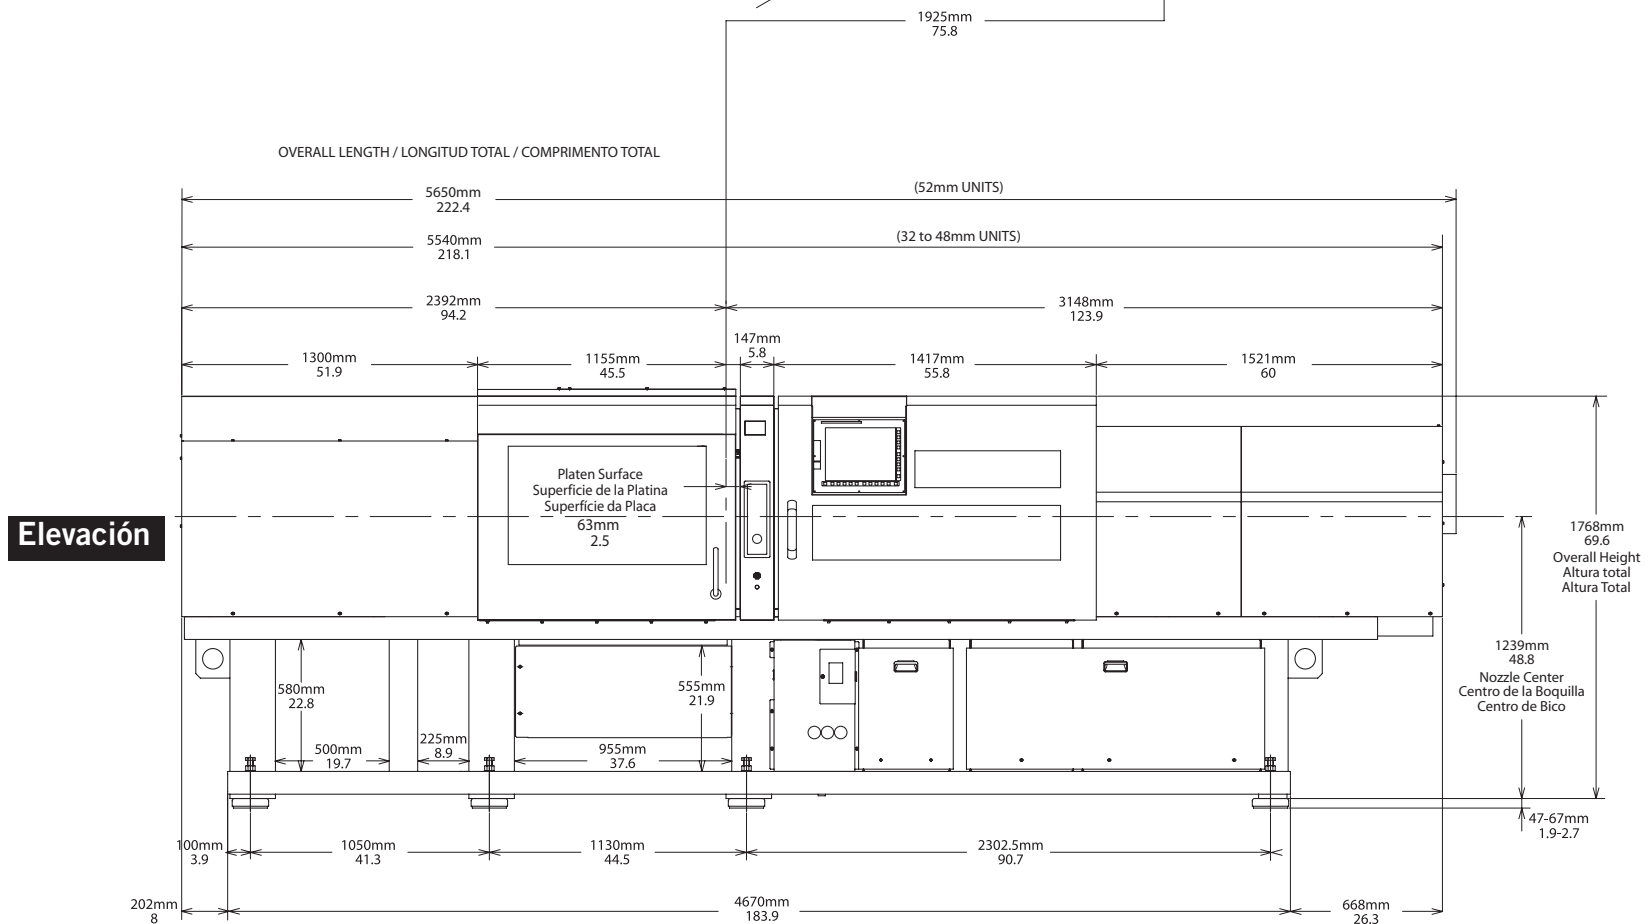 1925mm
75.8
OVERALL LENGTH / LONGITUD TOTAL / COMPRIMENTO TOTAL
5650mm
222.4
(52mm UNITS)
5540mm
218.1
(32 to 48mm UNITS)
2392mm
94.2
3148mm
123.9
1300mm
51.9
1155mm
45.5
147mm
5.8
1417mm
55.8
1521mm
60
Platen Surface
Superficie de la Platina
Superfície da Placa
63mm
2.5
Elevación
1768mm
69.6
Overall Height
Altura total
Altura Total
1239mm
48.8
Nozzle Center
Centro de la Boquilla
Centro de Bico
580mm
22.8
555mm
21.9
500mm
19.7
225mm
8.9
955mm
37.6
47-67mm
1.9-2.7
100mm
3.9
1050mm
41.3
1130mm
44.5
2302.5mm
90.7
202mm
8
4670mm
183.9
668mm
26.3